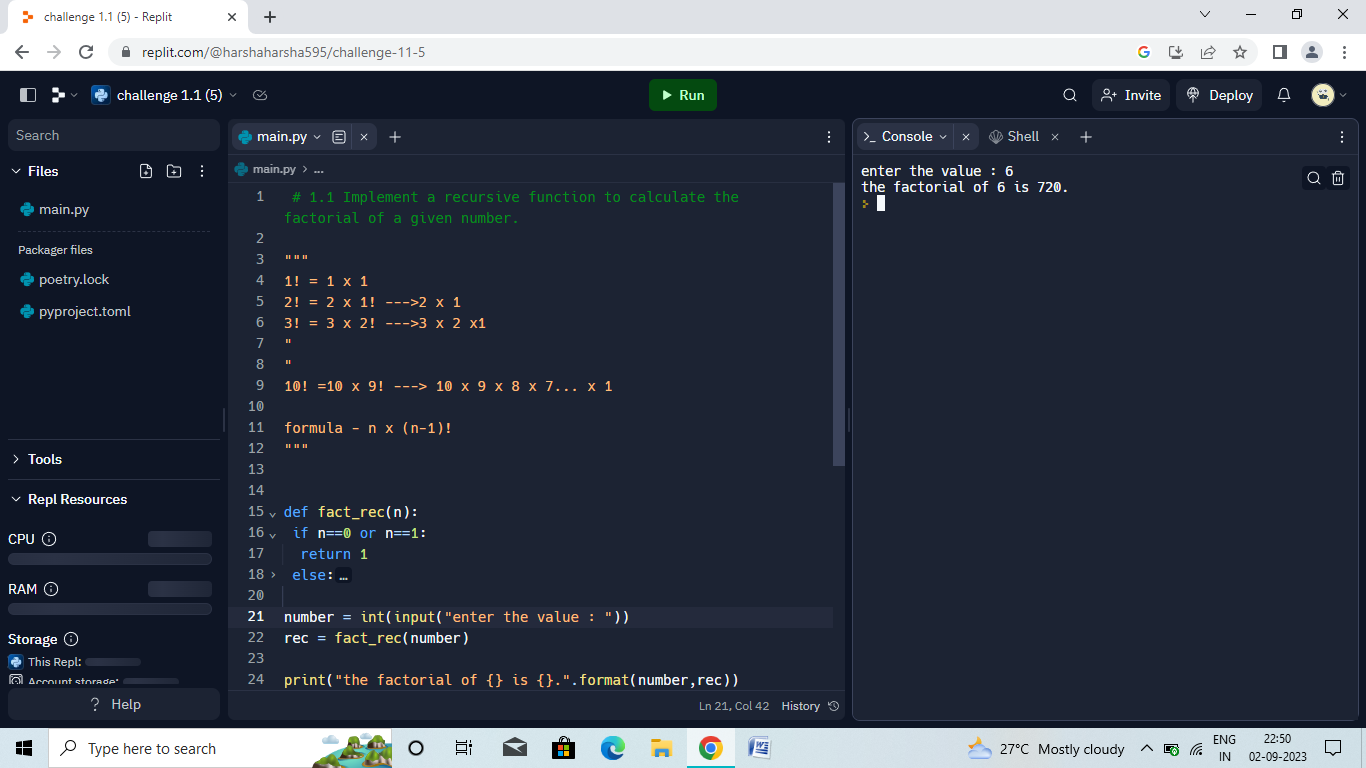 challenge 1.1 (5) - Replit
replit.com/@harshaharsha595/challenge-11-5
challenge 1.1 (5)
Run
Invite
Deploy
Search
Files
main.py
Packager files
poetry.lock
pyproject.toml
Tools
Repl Resources
CPU
RAM
Storage
This Repl:
Account storage:
? Help
main.py
main.py > ...
1 # 1.1 Implement a recursive function to calculate the
factorial of a given number.
2
3 """
4 1! = 1 x 1
5 2! = 2 x 1! --->2 x 1
6 3! = 3 x 2! --->3 x 2 x1
7 "
8 "
9 10! =10 x 9! ---> 10 x 9 x 8 x 7... x 1
10
11 formula - n x (n-1)!
12 """
13
14
15 def fact_rec(n):
16 if n==0 or n==1:
17 return 1
18 else:…
20
21 number = int(input("enter the value : "))
22 rec = fact_rec(number)
23
24 print("the factorial of {} is {}.".format(number,rec))
Ln 21, Col 42 History
>_ Console
Shell
enter the value : 6
the factorial of 6 is 720.
Type here to search
27°C Mostly cloudy
ENG
IN
22:50
02-09-2023